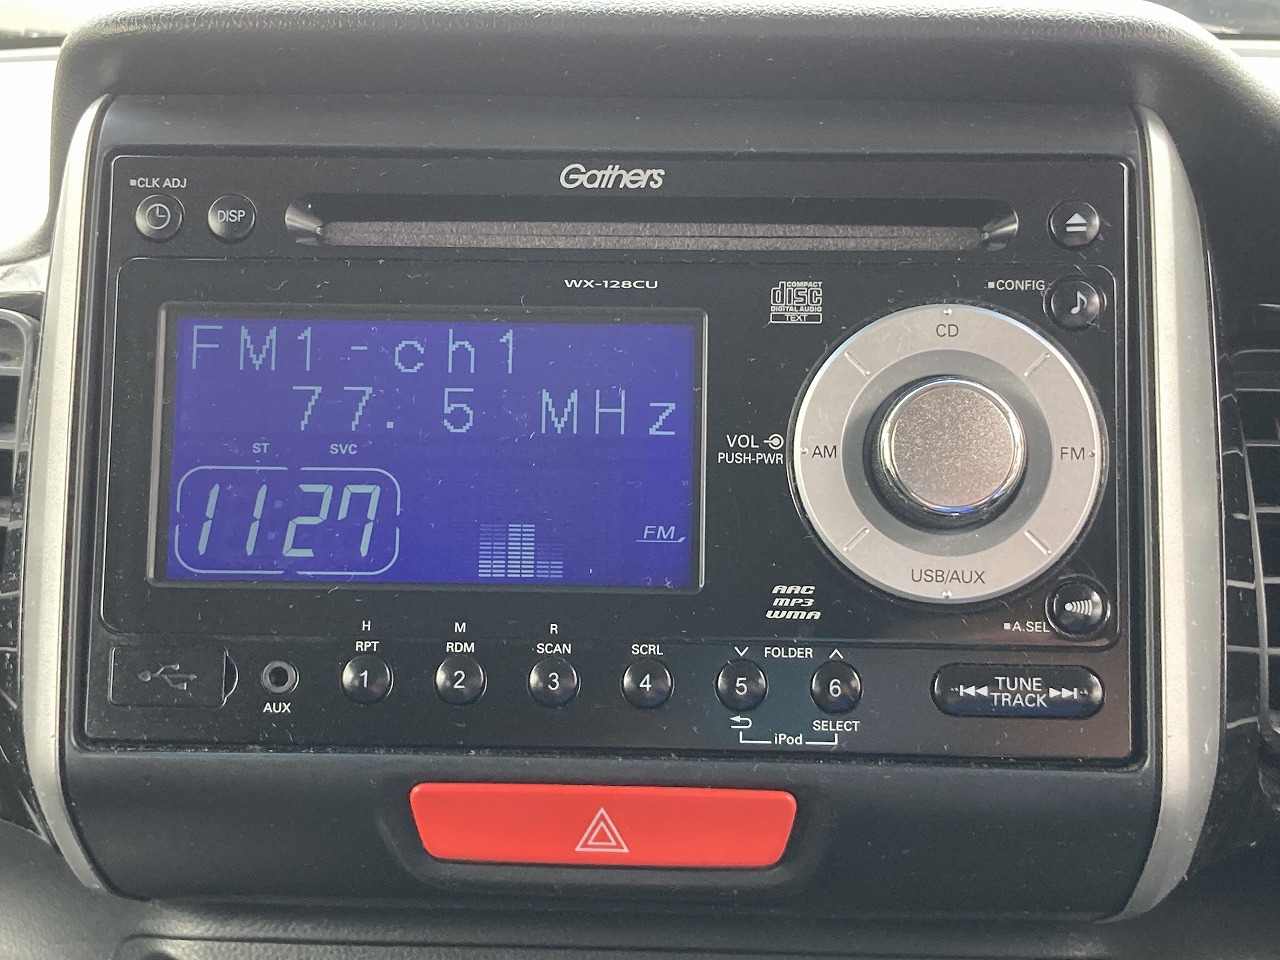 Gathers
CLK ADJ
DISP
WX-128CU
COMPACT
disc
DIGITAL AUDIO
TEXT
CONFIG
FM1-ch1
77.5 MHz
ST SVC
11:27
FM
CD
AM
FM
USB/AUX
VOL
PUSH-PWR
AAC
MP3
WMA
A.SEL
H M R
RPT RDM SCAN SCRL FOLDER
1 2 3 4 5 6
AUX
SELECT
iPod
TUNE
TRACK